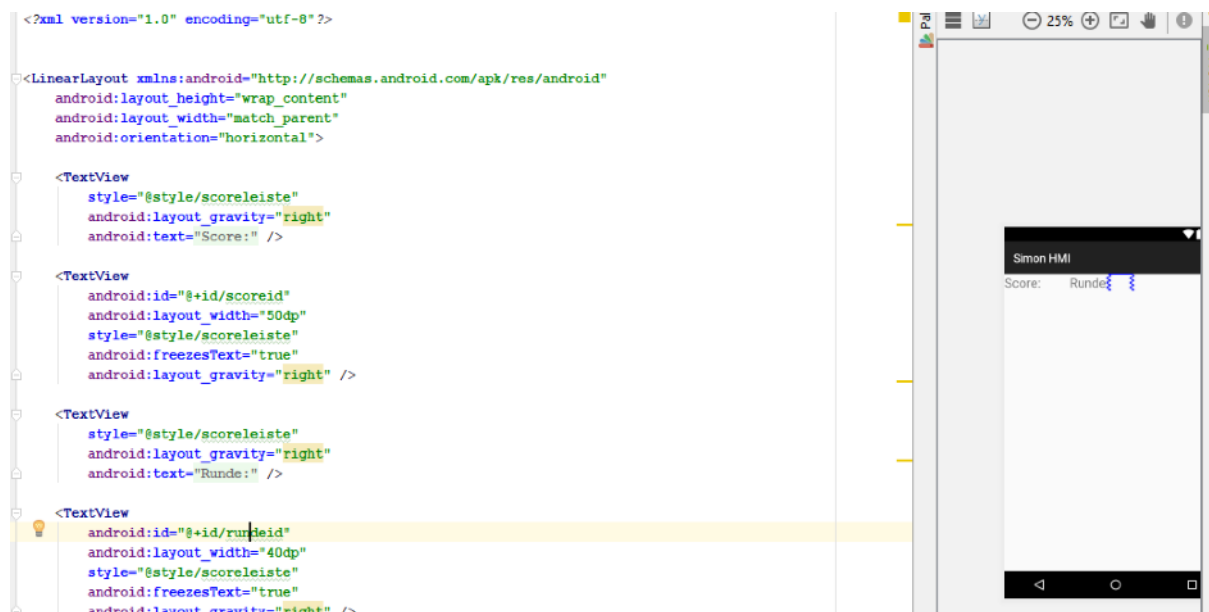 <?xml version="1.0" encoding="utf-8"?>
<LinearLayout xmlns:android="http://schemas.android.com/apk/res/android"
android:layout_height="wrap_content"
android:layout_width="match_parent"
android:orientation="horizontal">
<TextView
style="@style/scoreleiste"
android:layout_gravity="right"
android:text="Score:" />
<TextView
android:id="@+id/scoreid"
android:layout_width="50dp"
style="@style/scoreleiste"
android:freezesText="true"
android:layout_gravity="right" />
<TextView
style="@style/scoreleiste"
android:layout_gravity="right"
android:text="Runde:" />
<TextView
android:id="@+id/rundeid"
android:layout_width="40dp"
style="@style/scoreleiste"
android:freezesText="true"
android:layout_gravity="right" />
Pal
25%
Simon HMI
Score: Runde